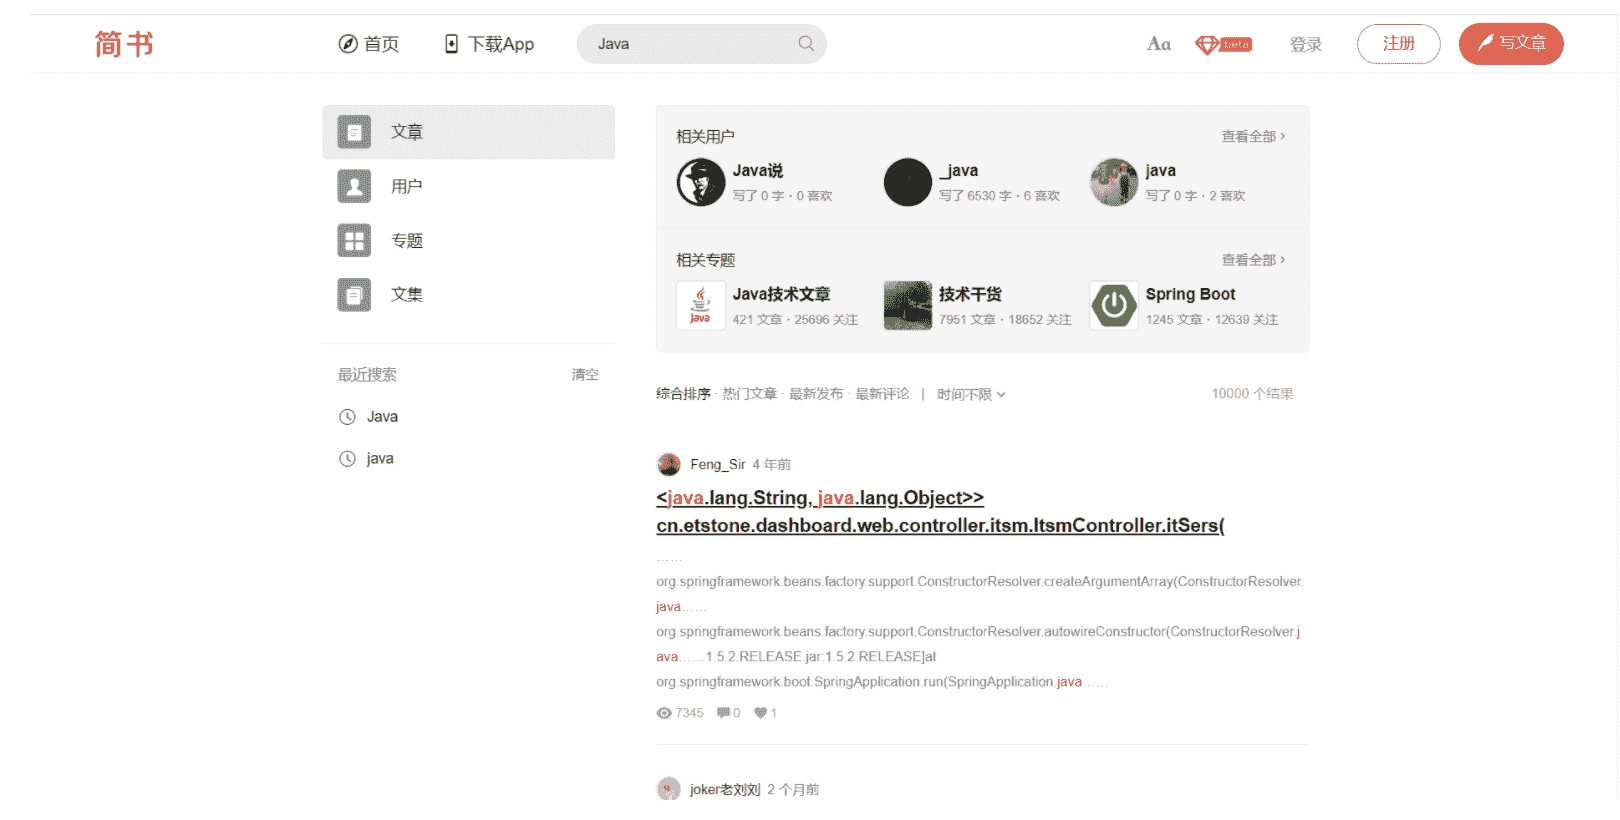 简书
首页
下载App
Java
Aa
beta
登录
注册
写文章
文章
用户
专题
文集
最近搜索 清空
Java
java
相关用户 查看全部
Java说
写了 0 字 · 0 喜欢
_java
写了 6530 字 · 6 喜欢
java
写了 0 字 · 2 喜欢
相关专题 查看全部
Java技术文章
421 文章 · 25696 关注
技术干货
7951 文章 · 18652 关注
Spring Boot
1245 文章 · 12639 关注
综合排序 · 热门文章 · 最新发布 · 最新评论 | 时间不限 10000 个结果
Feng_Sir 4 年前
<java.lang.String, java.lang.Object>>
cn.etstone.dashboard.web.controller.itsm.ItsmController.itSers(
……
org.springframework.beans.factory.support.ConstructorResolver.createArgumentArray(ConstructorResolver.
java……
org.springframework.beans.factory.support.ConstructorResolver.autowireConstructor(ConstructorResolver.j
ava……1.5.2.RELEASE.jar:1.5.2.RELEASE]at
org.springframework.boot.SpringApplication.run(SpringApplication.java……
7345 0 1
joker老刘刘 2 个月前